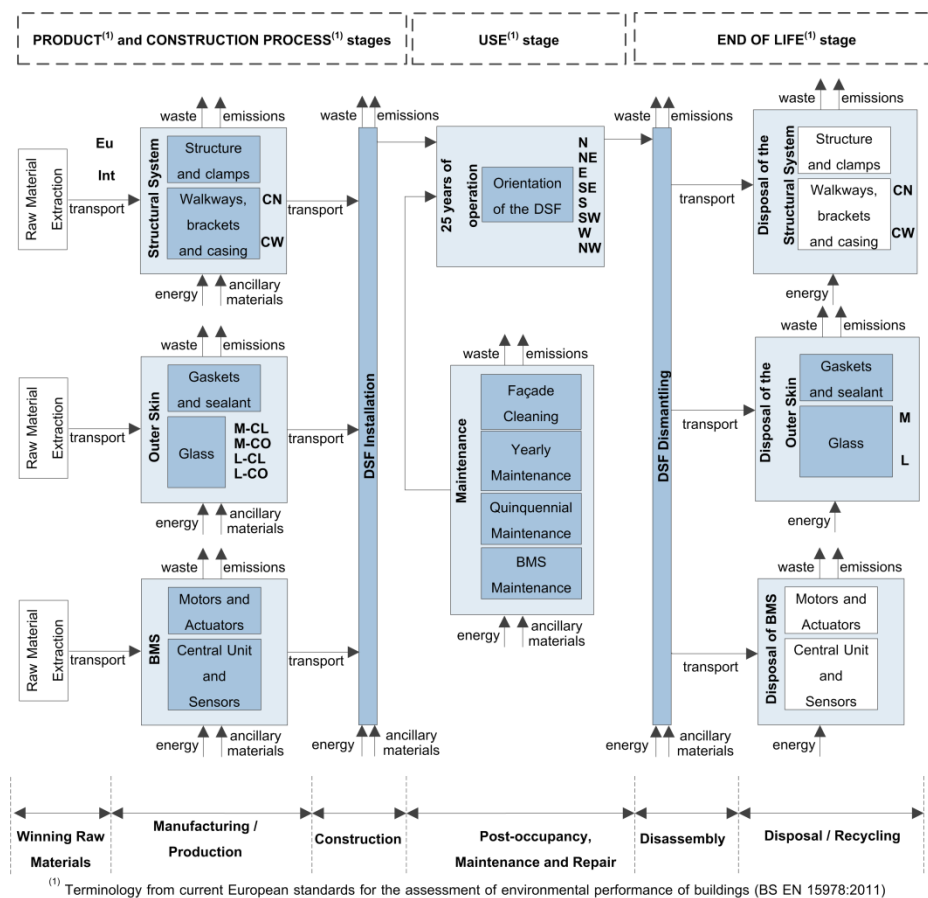 PRODUCT(1) and CONSTRUCTION PROCESS(1) stages
USE(1) stage
END OF LIFE(1) stage
waste
emissions
Eu
Int
Raw Material
Extraction
transport
Structural System
Structure
and clamps
Walkways,
brackets
and casing
CN
CW
energy
ancillary
materials
transport
waste
emissions
Raw Material
Extraction
transport
Outer Skin
Gaskets
and sealant
Glass
M-CL
M-CO
L-CL
L-CO
energy
ancillary
materials
transport
waste
emissions
Raw Material
Extraction
transport
BMS
Motors and
Actuators
Central Unit
and
Sensors
energy
ancillary
materials
transport
waste
emissions
DSF Installation
energy
ancillary
materials
25 years of
operation
Orientation
of the DSF
N
NE
E
SE
S
SW
W
NW
waste
emissions
Maintenance
Façade
Cleaning
Yearly
Maintenance
Quinquennial
Maintenance
BMS
Maintenance
energy
ancillary
materials
waste
emissions
DSF Dismantling
energy
ancillary
materials
transport
waste
emissions
Disposal of the
Structural System
Structure
and clamps
Walkways,
brackets
and casing
CN
CW
energy
transport
waste
emissions
Disposal of the
Outer Skin
Gaskets
and sealant
Glass
M
L
energy
transport
waste
emissions
Disposal of BMS
Motors and
Actuators
Central Unit
and
Sensors
energy
Winning Raw
Materials
Manufacturing /
Production
Construction
Post-occupancy,
Maintenance and Repair
Disassembly
Disposal / Recycling
(1) Terminology from current European standards for the assessment of environmental performance of buildings (BS EN 15978:2011)